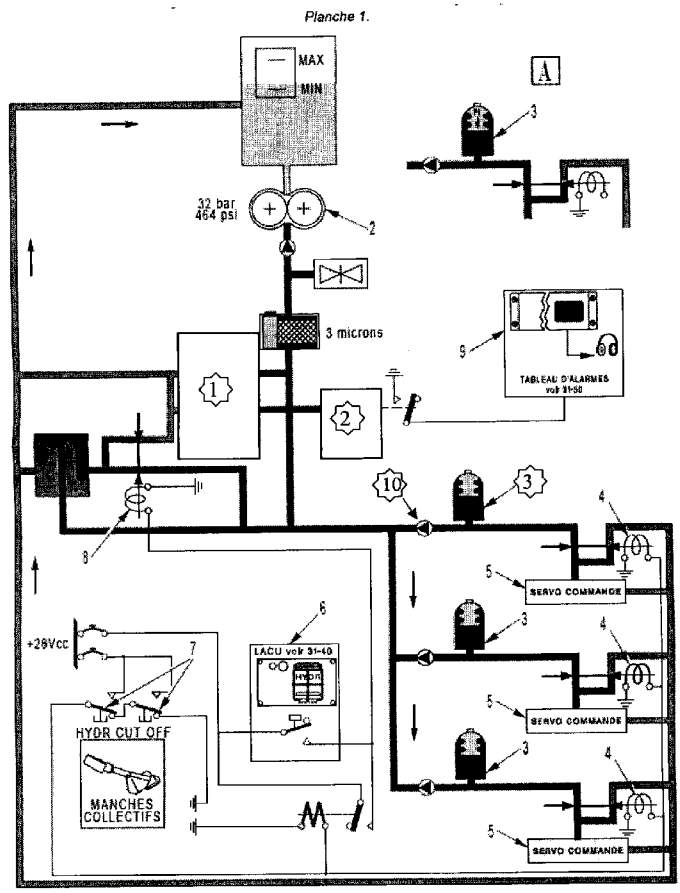 Planche 1.
MAX
MIN
A
3
32 bar
464 psi
2
3 microns
9
TABLEAU D'ALARMES
voir 31-50
1
2
10
3
4
8
5
SERVO COMMANDE
6
3
4
+28Vcc
7
LACU voir 31-40
HYDR
5
SERVO COMMANDE
HYDR CUT OFF
3
4
MANCHES
COLLECTIFS
5
SERVO COMMANDE